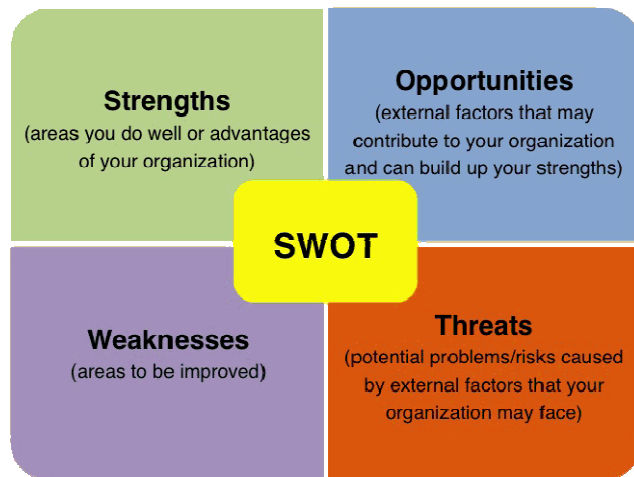 Strengths
(areas you do well or advantages
of your organization)
Opportunities
(external factors that may
contribute to your organization
and can build up your strengths)
SWOT
Weaknesses
(areas to be improved)
Threats
(potential problems/risks caused
by external factors that your
organization may face)